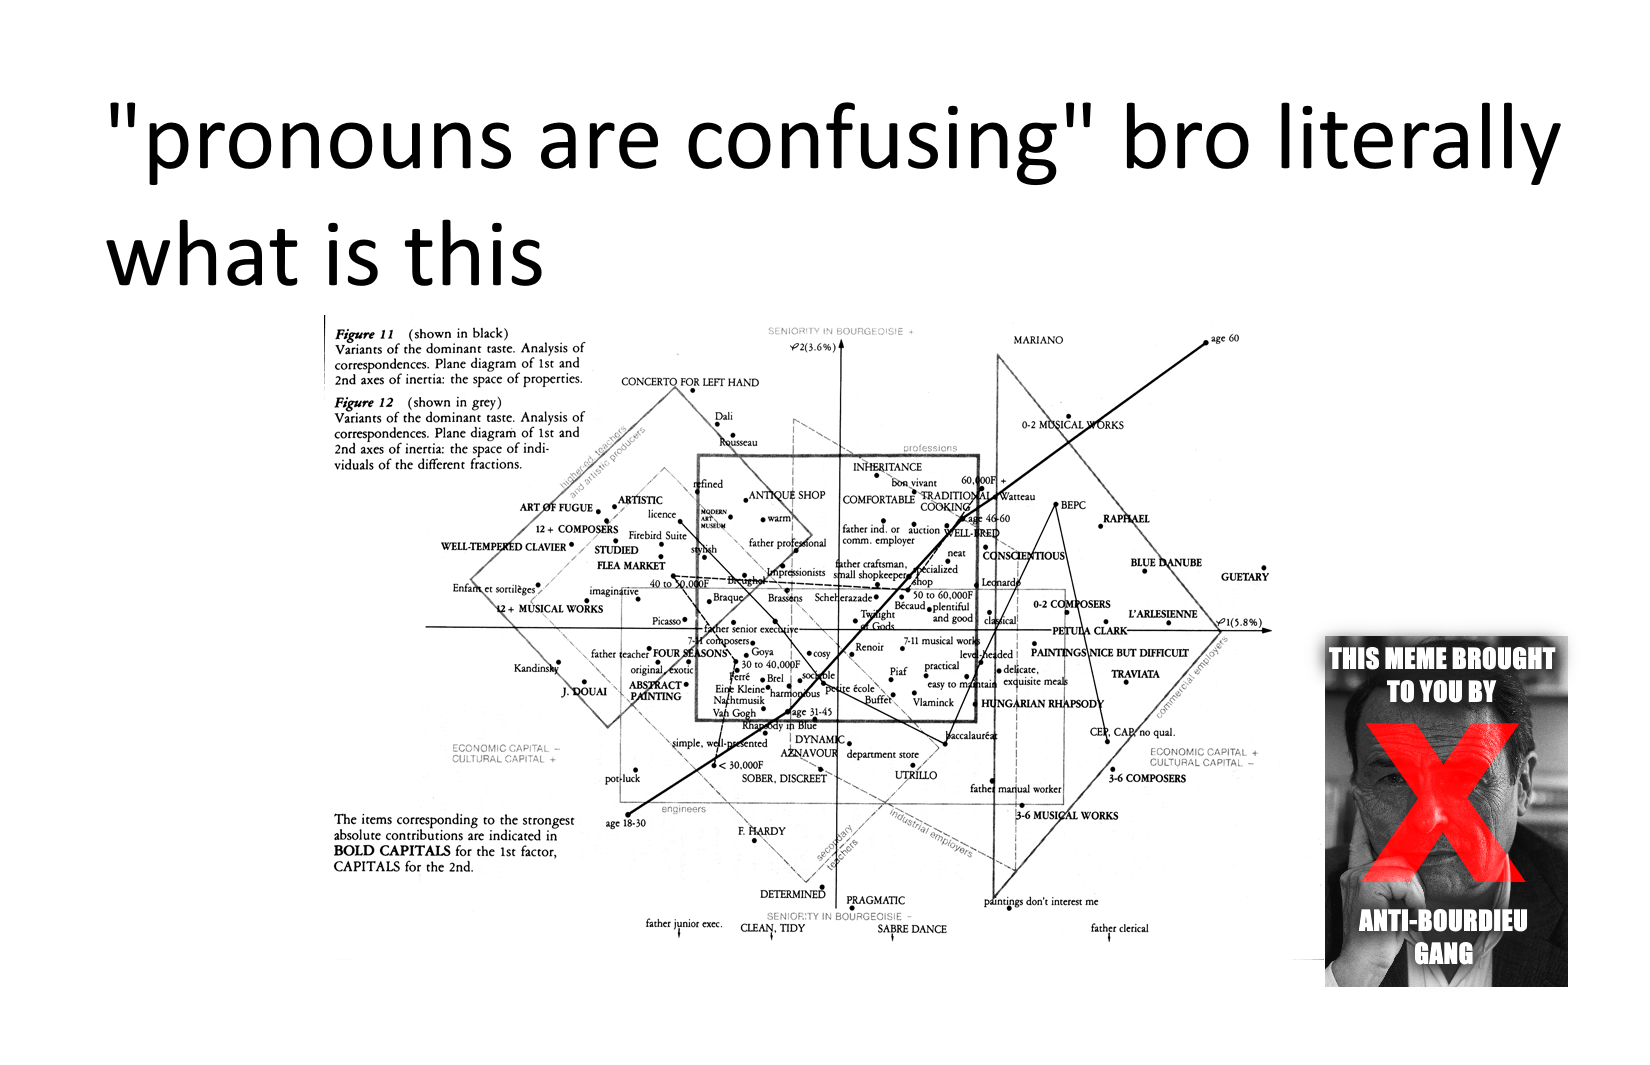 "pronouns are confusing" bro literally
what is this
Figure 11 (shown in black)
Variants of the dominant taste. Analysis of
correspondences. Plane diagram of 1st and
2nd axes of inertia: the space of properties.
Figure 12 (shown in grey)
Variants of the dominant taste. Analysis of
correspondences. Plane diagram of 1st and
2nd axes of inertia: the space of indi-
viduals of the different fractions.
SENIORITY IN BOURGEOISIE +
φ2(3.6%)
MARIANO
age 60
CONCERTO FOR LEFT HAND
Dali
Rousseau
0-2 MUSICAL WORKS
higher-ed. teachers
and artistic producers
professions
INHERITANCE
refined
bon vivant
60,000F +
ANTIQUE SHOP
COMFORTABLE
TRADITIONAL
COOKING
Watteau
BEPC
ARTISTIC
ART OF FUGUE
licence
MODERN
ART
MUSEUM
warm
age 46-60
RAPHAEL
12 + COMPOSERS
Firebird Suite
father ind. or
comm. employer
auction
WELL-BRED
WELL-TEMPERED CLAVIER
STUDIED
stylish
father professional
neat
CONSCIENTIOUS
FLEA MARKET
Impressionists
father craftsman,
small shopkeeper
specialized
shop
BLUE DANUBE
GUETARY
Enfant et sortilèges
imaginative
40 to 50,000F
Breughel
Leonardo
12 + MUSICAL WORKS
Braque
Brassens
Scheherazade
50 to 60,000F
Bécaud
plentiful
and good
0-2 COMPOSERS
L'ARLESIENNE
Picasso
father senior executive
Twilight
of Gods
classical
PETULA CLARK
φ1(5.8%)
7-11 composers
7-11 musical works
father teacher
FOUR SEASONS
Goya
cosy
Renoir
level-headed
PAINTINGS NICE BUT DIFFICULT
Kandinsky
original, exotic
30 to 40,000F
Ferré
Brel
sociable
Piaf
practical
delicate,
exquisite meals
TRAVIATA
J. DOUAI
ABSTRACT
PAINTING
Eine Kleine
Nachtmusik
harmonious
petite école
easy to maintain
Buffet
Vlaminck
HUNGARIAN RHAPSODY
commercial employers
Van Gogh
age 31-45
Rhapsody in Blue
simple, well-presented
DYNAMIC
AZNAVOUR
department store
baccalauréat
CEP, CAP, no qual.
ECONOMIC CAPITAL −
CULTURAL CAPITAL +
ECONOMIC CAPITAL +
CULTURAL CAPITAL −
pot-luck
< 30,000F
SOBER, DISCREET
UTRILLO
3-6 COMPOSERS
father manual worker
engineers
age 18-30
industrial employers
3-6 MUSICAL WORKS
F. HARDY
secondary
teachers
The items corresponding to the strongest
absolute contributions are indicated in
BOLD CAPITALS for the 1st factor,
CAPITALS for the 2nd.
DETERMINED
PRAGMATIC
paintings don't interest me
SENIORITY IN BOURGEOISIE −
father junior exec.
CLEAN, TIDY
SABRE DANCE
father clerical
THIS MEME BROUGHT
TO YOU BY
X
ANTI-BOURDIEU
GANG